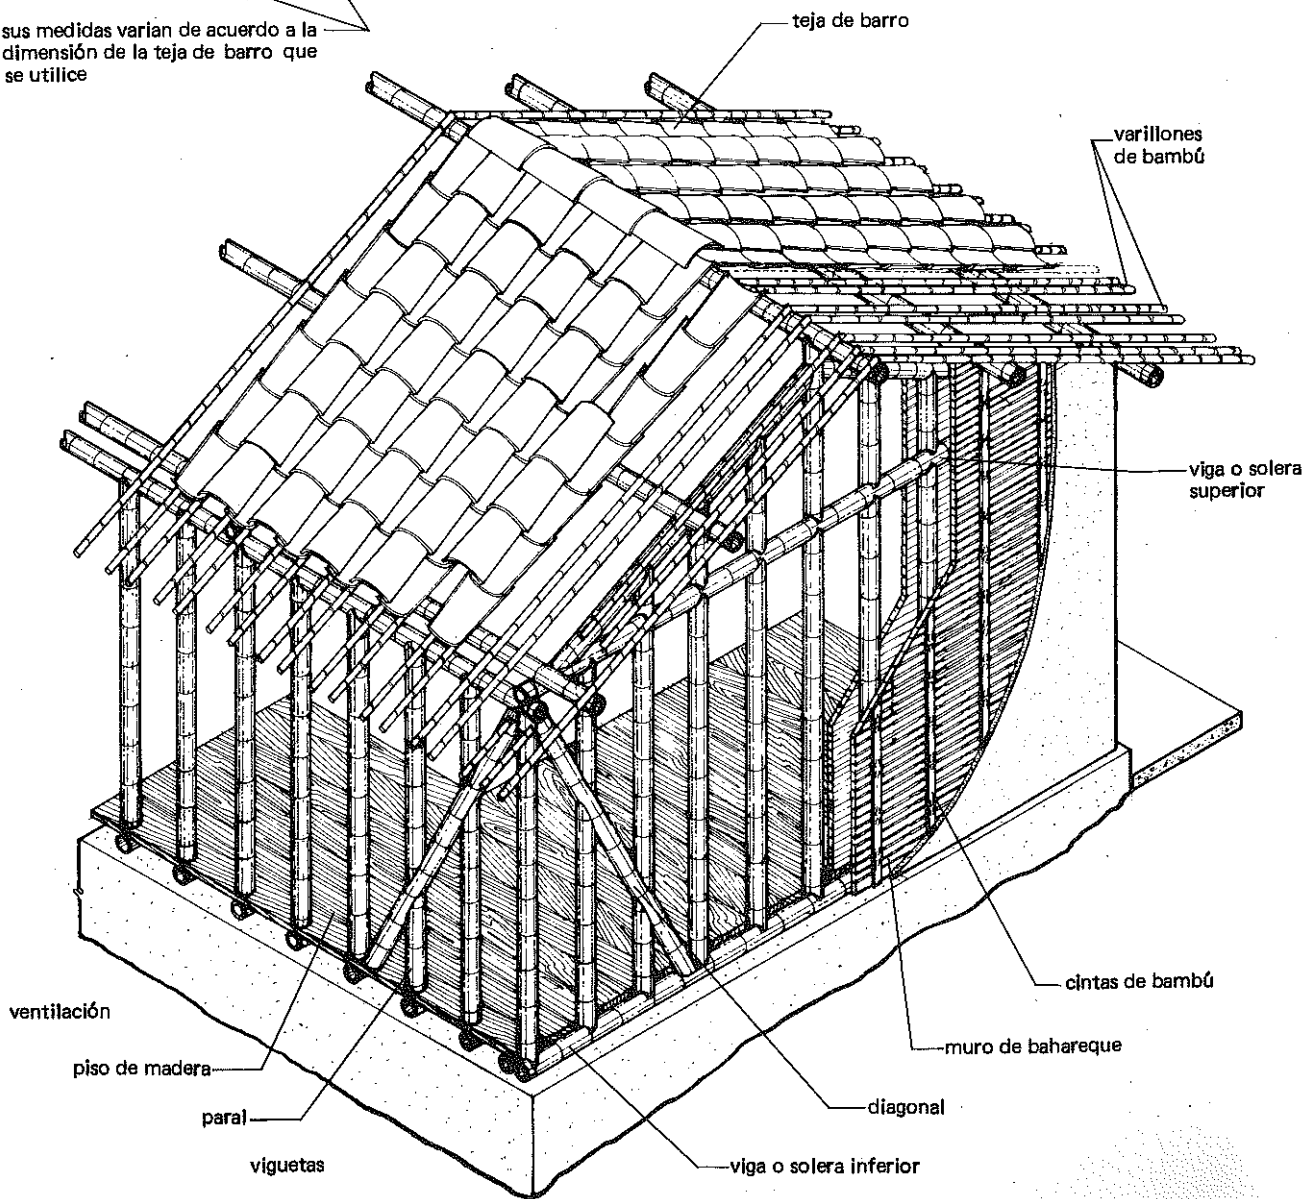 sus medidas varian de acuerdo a la
dimensión de la teja de barro que
se utilice
teja de barro
varillones
de bambú
viga o solera
superior
cintas de bambú
muro de bahareque
diagonal
viga o solera inferior
ventilación
piso de madera
paral
viguetas